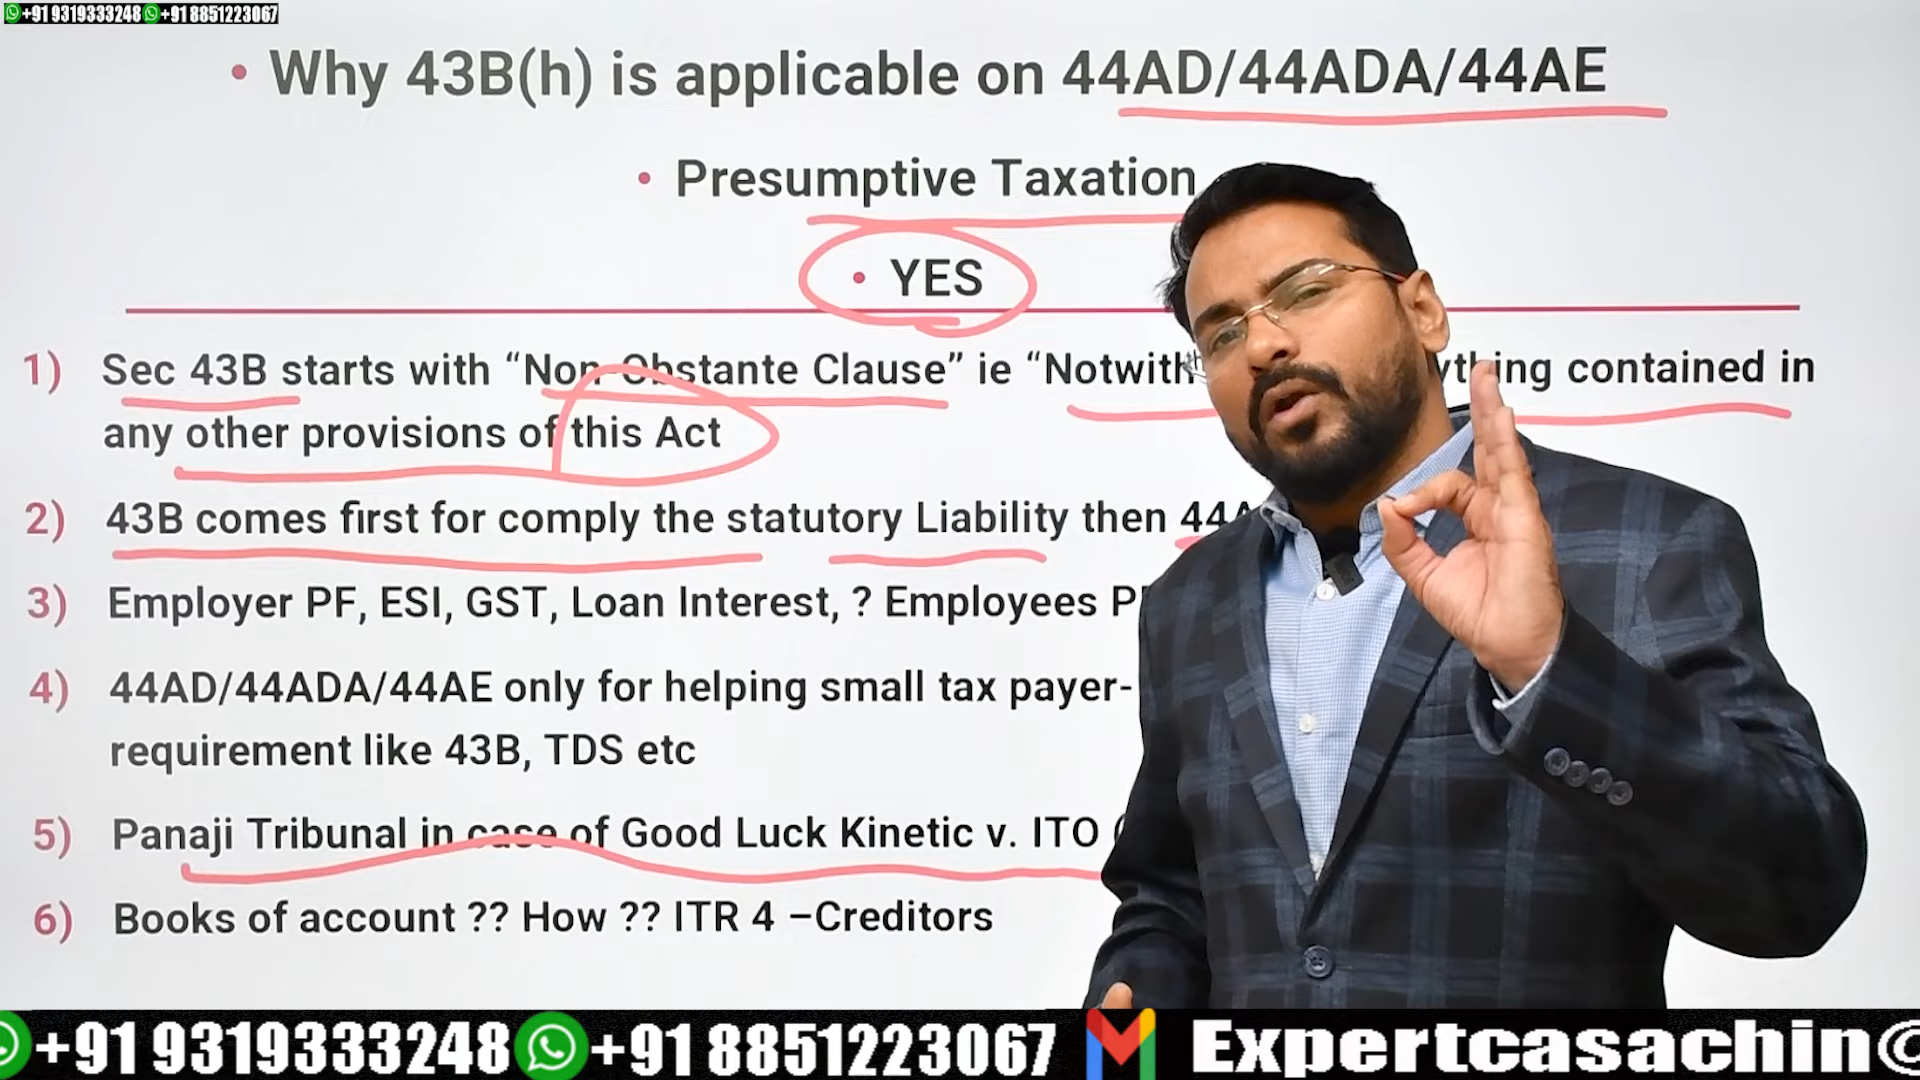 +91 9319333248 +91 8851223067
• Why 43B(h) is applicable on 44AD/44ADA/44AE
• Presumptive Taxation
• YES
1) Sec 43B starts with “Non-Obstante Clause” ie “ contained in
any other provisions of this Act
2) 43B comes first for comply the statutory Liability then
3) Employer PF, ESI, GST, Loan Interest, ? Employees
4) 44AD/44ADA/44AE only for helping small tax payer-
requirement like 43B, TDS etc
5) Panaji Tribunal in case of Good Luck Kinetic v. ITO
6) Books of account ?? How ?? ITR 4 –Creditors
+91 9319333248 +91 8851223067 Expertcasachin@